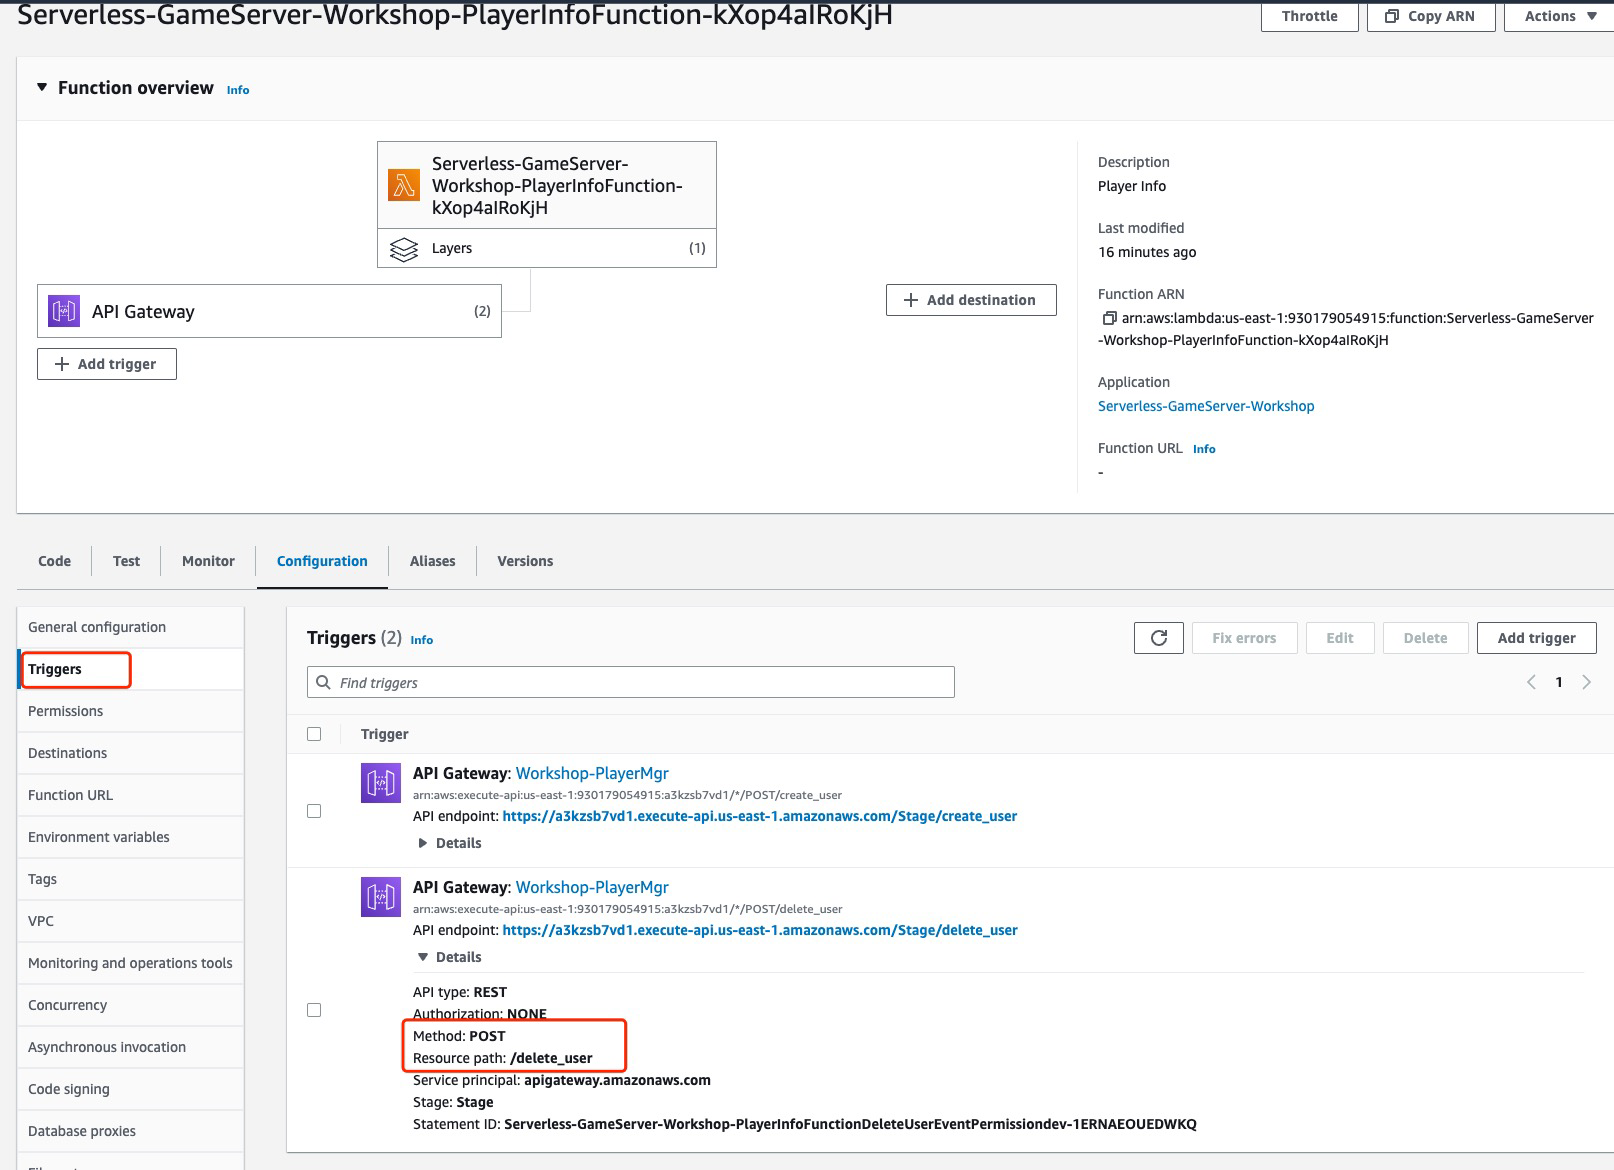 Serverless-GameServer-Workshop-PlayerInfoFunction-kXop4aIRoKjH
Throttle
Copy ARN
Actions
Function overview Info
Serverless-GameServer-
Workshop-PlayerInfoFunction-
kXop4aIRoKjH
Layers (1)
API Gateway (2)
Add trigger
Add destination
Description
Player Info
Last modified
16 minutes ago
Function ARN
arn:aws:lambda:us-east-1:930179054915:function:Serverless-GameServer
-Workshop-PlayerInfoFunction-kXop4aIRoKjH
Application
Serverless-GameServer-Workshop
Function URL Info
-
Code
Test
Monitor
Configuration
Aliases
Versions
General configuration
Triggers
Permissions
Destinations
Function URL
Environment variables
Tags
VPC
Monitoring and operations tools
Concurrency
Asynchronous invocation
Code signing
Database proxies
Triggers (2) Info
Fix errors
Edit
Delete
Add trigger
Find triggers
1
Trigger
API Gateway: Workshop-PlayerMgr
arn:aws:execute-api:us-east-1:930179054915:a3kzsb7vd1/*/POST/create_user
API endpoint: https://a3kzsb7vd1.execute-api.us-east-1.amazonaws.com/Stage/create_user
Details
API Gateway: Workshop-PlayerMgr
arn:aws:execute-api:us-east-1:930179054915:a3kzsb7vd1/*/POST/delete_user
API endpoint: https://a3kzsb7vd1.execute-api.us-east-1.amazonaws.com/Stage/delete_user
Details
API type: REST
Authorization: NONE
Method: POST
Resource path: /delete_user
Service principal: apigateway.amazonaws.com
Stage: Stage
Statement ID: Serverless-GameServer-Workshop-PlayerInfoFunctionDeleteUserEventPermissiondev-1ERNAEOUEDWKQ